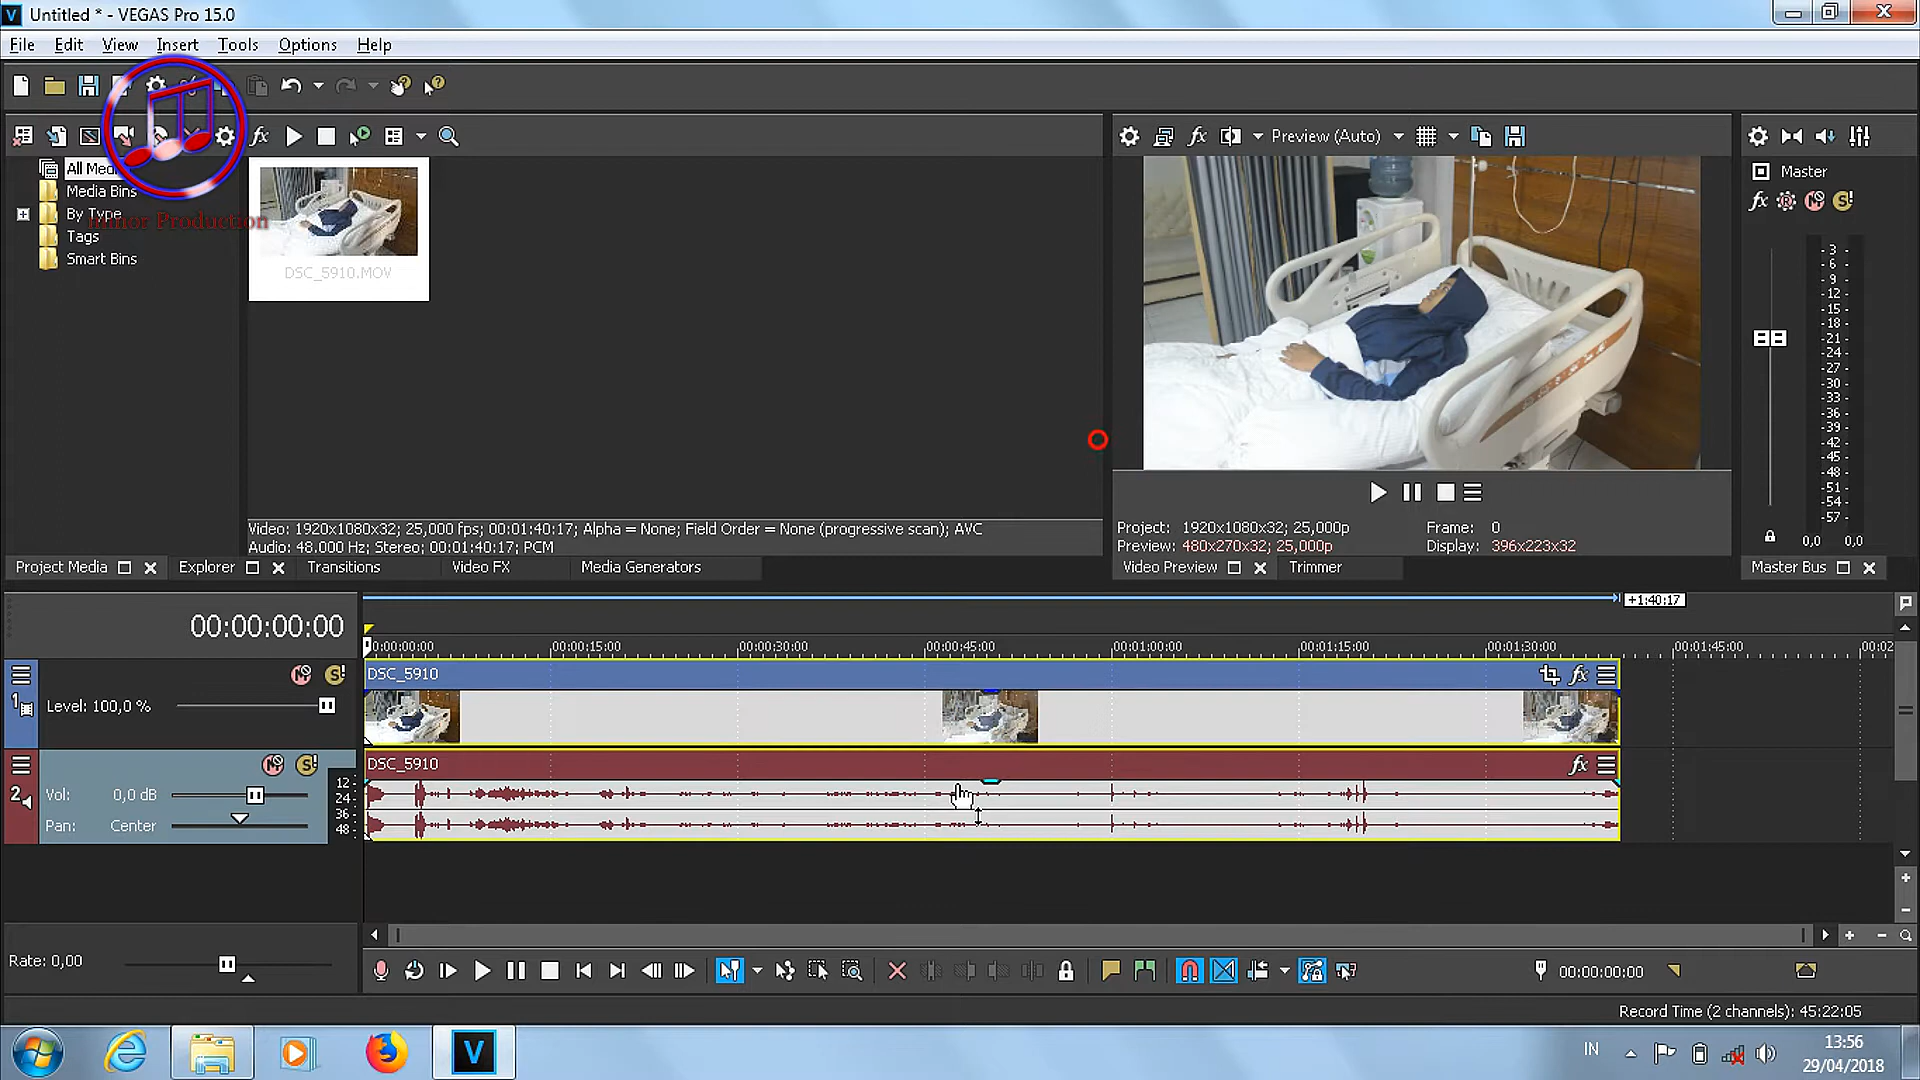 Untitled * - VEGAS Pro 15.0
File Edit View Insert Tools Options Help
Preview (Auto)
All Med
Media Bins
By Type
Tags
Smart Bins
minor Production
DSC_5910.MOV
Master
-3 -
-6 -
-9 -
-12 -
-15 -
-18 -
-21 -
-24 -
-27 -
-30 -
-33 -
-36 -
-39 -
-42 -
-45 -
-48 -
-51 -
-54 -
-57 -
0,0 0,0
Video: 1920x1080x32; 25,000 fps; 00:01:40:17; Alpha = None; Field Order = None (progressive scan); AVC
Audio: 48.000 Hz; Stereo; 00:01:40:17; PCM
Project: 1920x1080x32; 25,000p
Frame: 0
Preview: 480x270x32; 25,000p
Display: 396x223x32
Project Media Explorer Transitions Video FX Media Generators
Video Preview Trimmer
Master Bus
+1:40:17
00:00:00:00
00:00:00:00 00:00:15:00 00:00:30:00 00:00:45:00 00:01:00:00 00:01:15:00 00:01:30:00 00:01:45:00 00:02
DSC_5910
1
Level: 100,0 %
DSC_5910
2
Vol: 0,0 dB
Pan: Center
12 -
24 -
36 -
48 -
Rate: 0,00
00:00:00:00
Record Time (2 channels): 45:22:05
IN
13:56
29/04/2018